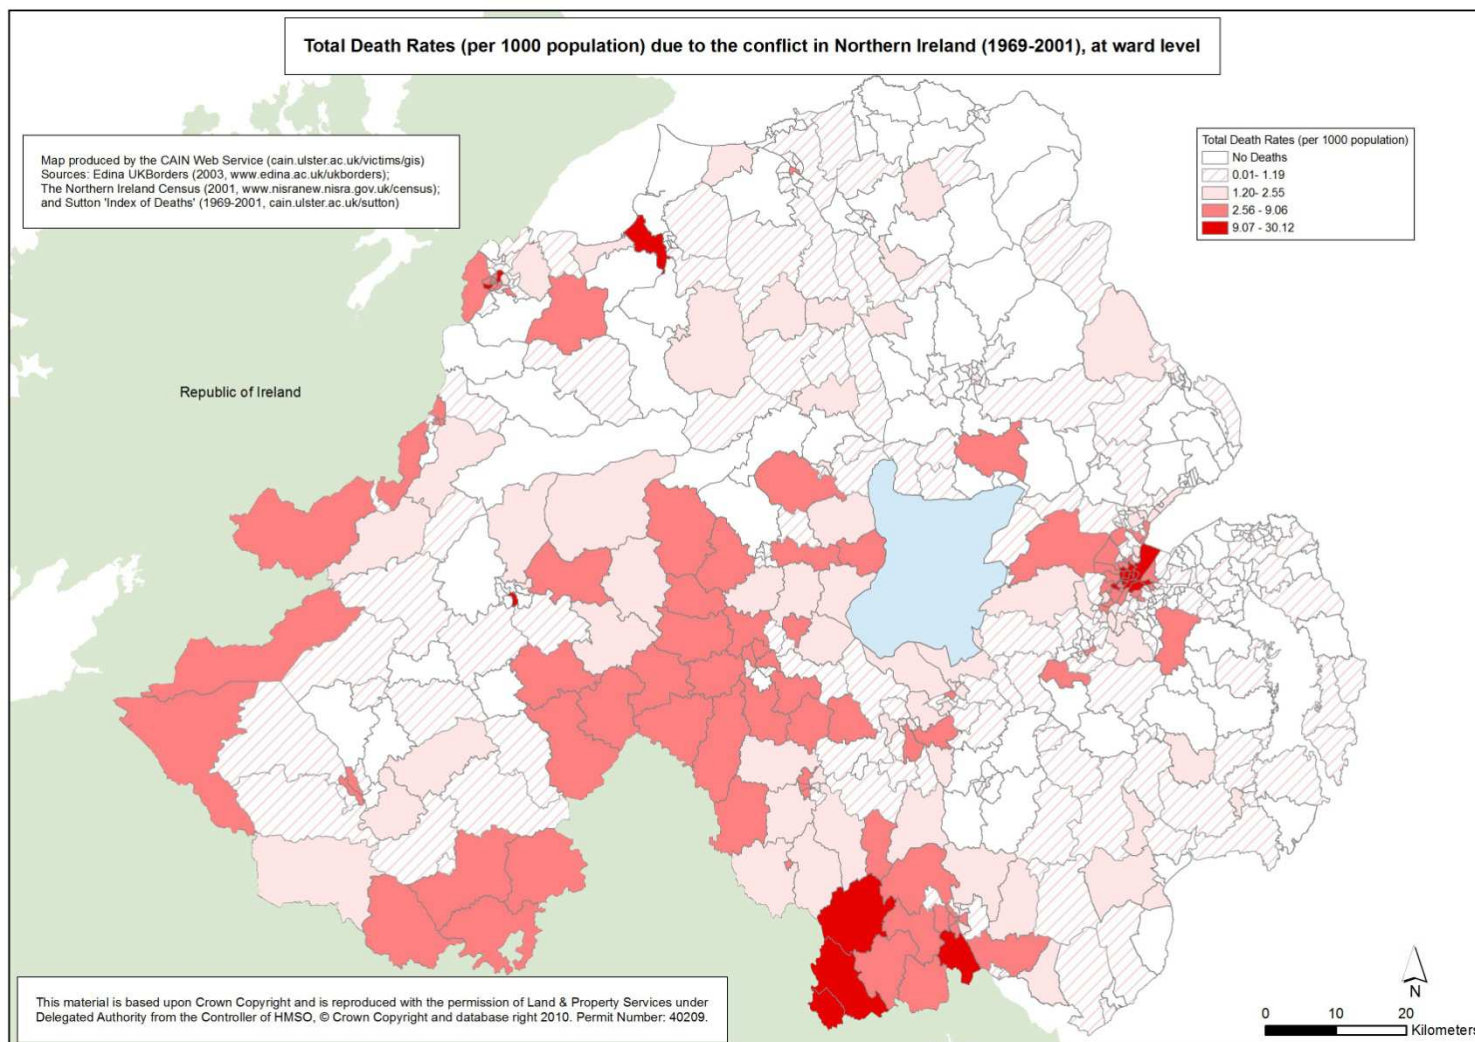 Total Death Rates (per 1000 population) due to the conflict in Northern Ireland (1969-2001), at ward level
Map produced by the CAIN Web Service (cain.ulster.ac.uk/victims/gis)
Sources: Edina UKBorders (2003, www.edina.ac.uk/ukborders);
The Northern Ireland Census (2001, www.nisranew.nisra.gov.uk/census);
and Sutton 'Index of Deaths' (1969-2001, cain.ulster.ac.uk/sutton)
Total Death Rates (per 1000 population)
No Deaths
0.01- 1.19
1.20- 2.55
2.56 - 9.06
9.07 - 30.12
Republic of Ireland
This material is based upon Crown Copyright and is reproduced with the permission of Land & Property Services under
Delegated Authority from the Controller of HMSO, © Crown Copyright and database right 2010. Permit Number: 40209.
N
0 10 20
Kilometers